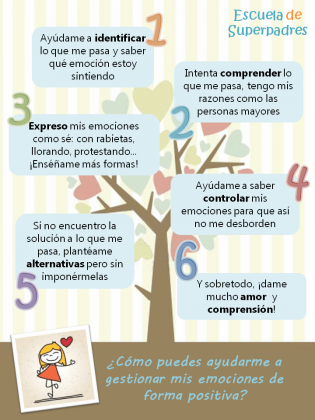 Escuela de
Superpadres
1
Ayúdame a identificar
lo que me pasa y saber
qué emoción estoy
sintiendo
2
Intenta comprender lo
que me pasa, tengo mis
razones como las
personas mayores
3
Expreso mis emociones
como sé: con rabietas,
llorando, protestando...
¡Enséñame más formas!
4
Ayúdame a saber
controlar mis
emociones para que así
no me desborden
5
Si no encuentro la
solución a lo que me
pasa, plantéame
alternativas pero sin
imponérmelas
6
Y sobretodo, ¡dame
mucho amor y
comprensión!
¿Cómo puedes ayudarme a
gestionar mis emociones de
forma positiva?